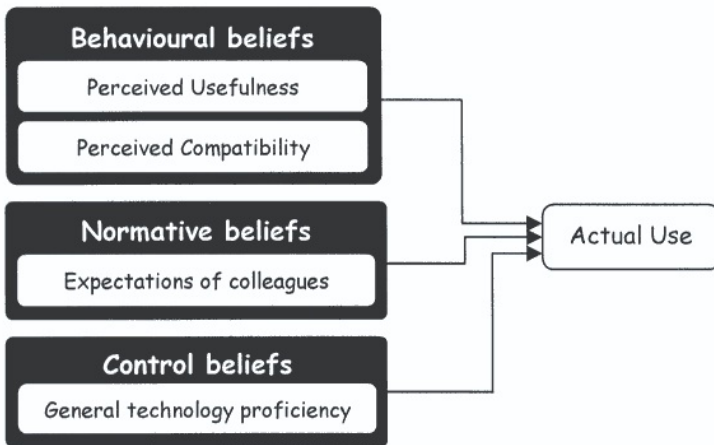 Behavioural beliefs
Perceived Usefulness
Perceived Compatibility
Normative beliefs
Expectations of colleagues
Control beliefs
General technology proficiency
Actual Use